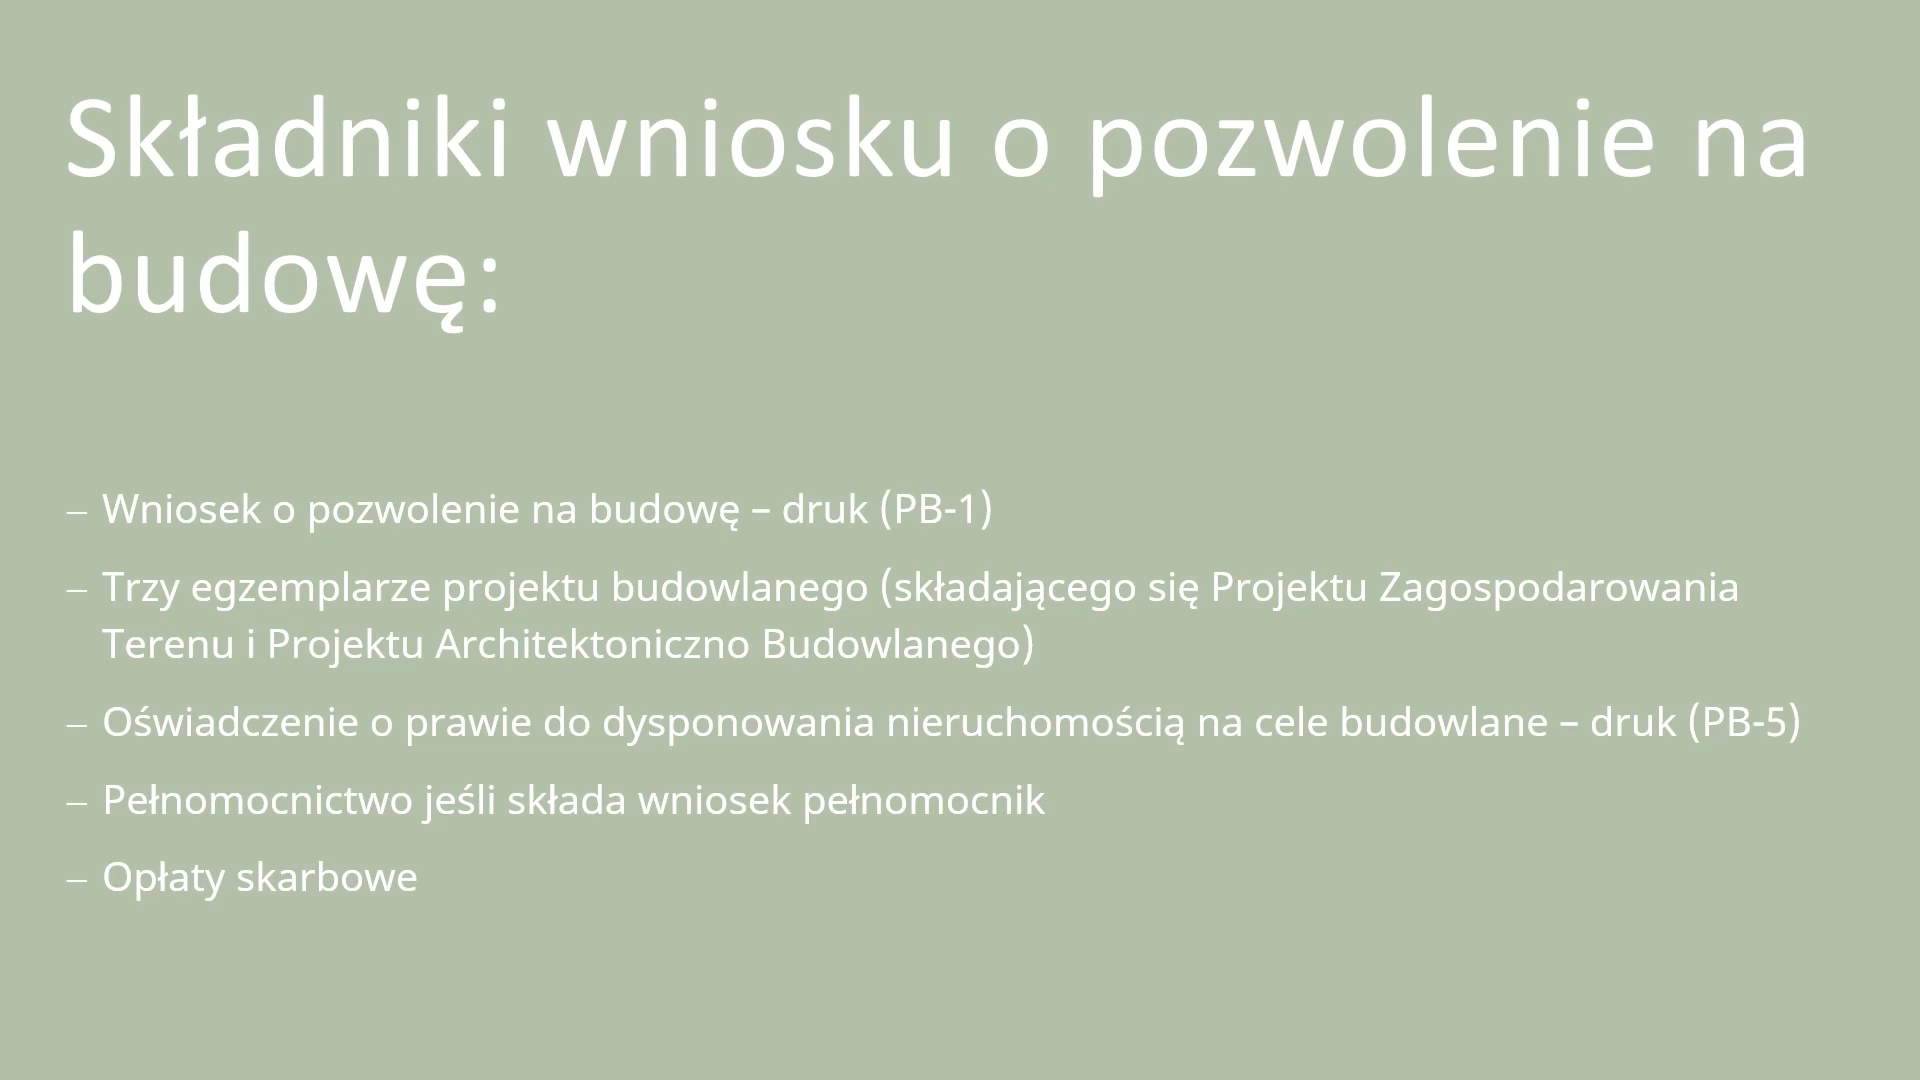 Składniki wniosku o pozwolenie na
budowę:
– Wniosek o pozwolenie na budowę – druk (PB-1)
– Trzy egzemplarze projektu budowlanego (składającego się Projektu Zagospodarowania
Terenu i Projektu Architektoniczno Budowlanego)
– Oświadczenie o prawie do dysponowania nieruchomością na cele budowlane – druk (PB-5)
– Pełnomocnictwo jeśli składa wniosek pełnomocnik
– Opłaty skarbowe